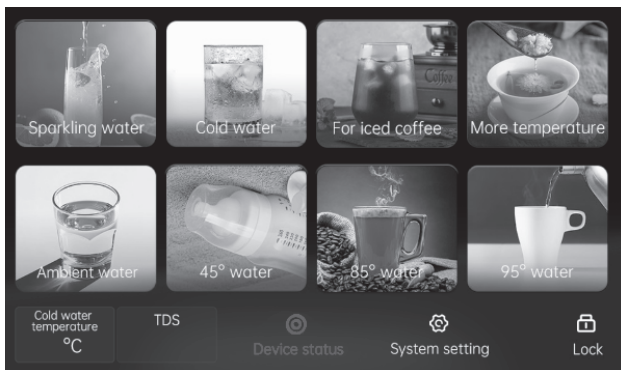 Sparkling water
Cold water
For iced coffee
More temperature
Ambient water
45° water
85° water
95° water
Cold water
temperature
°C
TDS
Device status
System setting
Lock